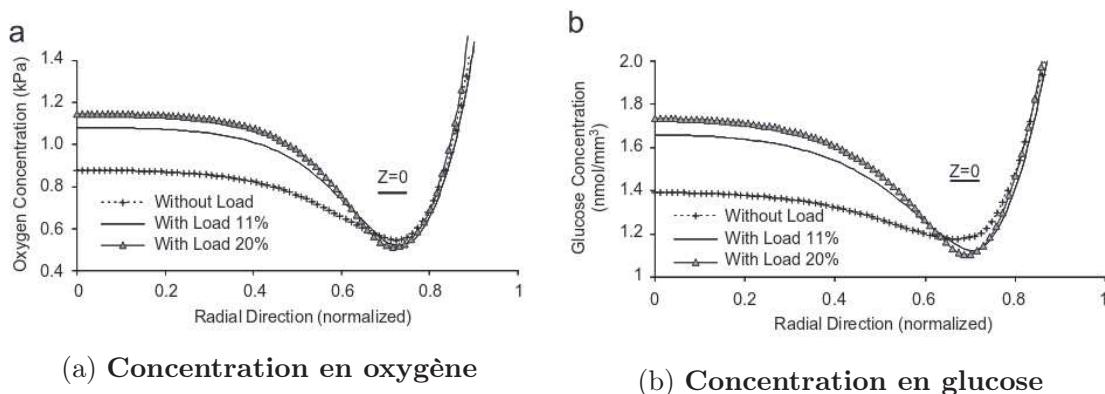 a
Oxygen Concentration (kPa)
1.4
1.2
1.0
0.8
0.6
0.4
Z=0
Without Load
With Load 11%
With Load 20%
0
0.2
0.4
0.6
0.8
1
Radial Direction (normalized)
(a) Concentration en oxygène
b
Glucose Concentration
(nmol/mm³)
2.0
1.8
1.6
1.4
1.2
1.0
Z=0
Without Load
With Load 11%
With Load 20%
0
0.2
0.4
0.6
0.8
1
Radial Direction (normalized)
(b) Concentration en glucose